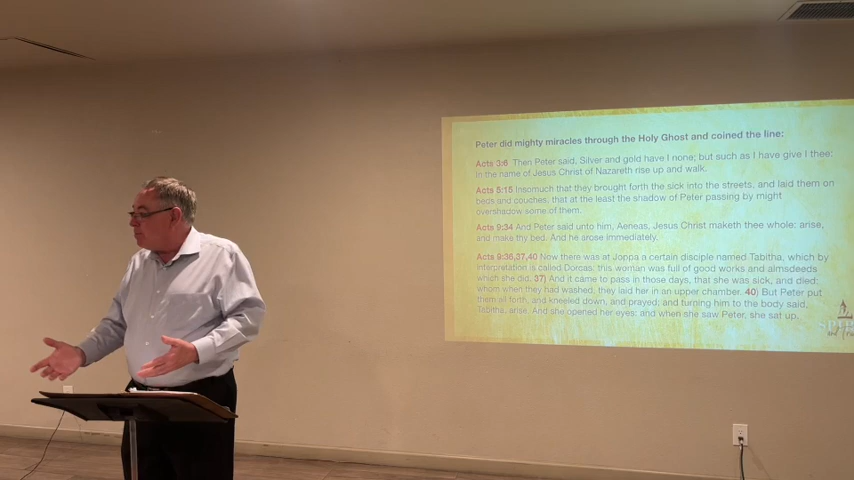 Peter did mighty miracles through the Holy Ghost and coined the line:
Acts 3:6 Then Peter said, Silver and gold have I none; but such as I have give I thee:
In the name of Jesus Christ of Nazareth rise up and walk.
Acts 5:15 Insomuch that they brought forth the sick into the streets, and laid them on
beds and couches, that at the least the shadow of Peter passing by might
overshadow some of them.
Acts 9:34 And Peter said unto him, Aeneas, Jesus Christ maketh thee whole: arise,
and make thy bed. And he arose immediately.
Acts 9:36,37,40 Now there was at Joppa a certain disciple named Tabitha, which by
interpretation is called Dorcas: this woman was full of good works and almsdeeds
which she did. 37) And it came to pass in those days, that she was sick, and died:
whom when they had washed, they laid her in an upper chamber. 40) But Peter put
them all forth, and kneeled down, and prayed; and turning him to the body said,
Tabitha, arise. And she opened her eyes: and when she saw Peter, she sat up.